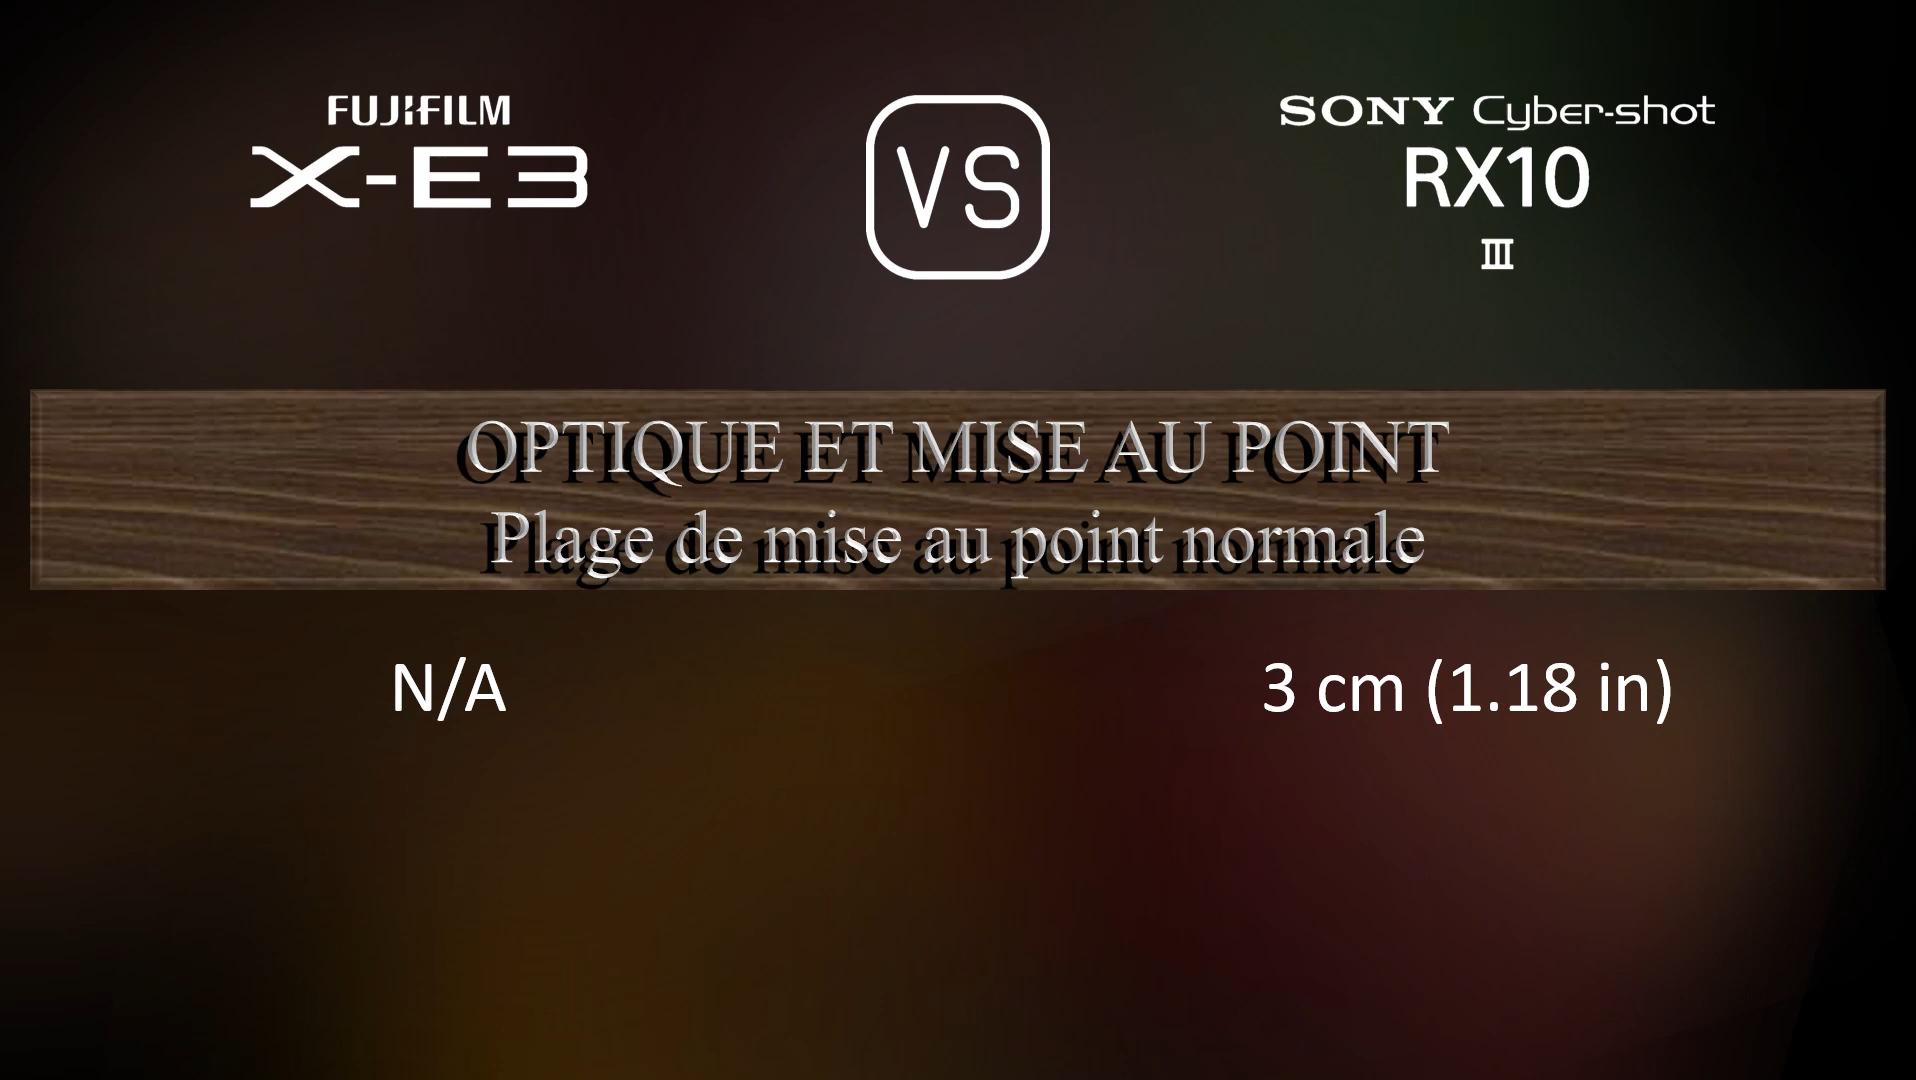 FUJIFILM
X-E3
VS
SONY Cyber-shot
RX10
III
OPTIQUE ET MISE AU POINT
Plage de mise au point normale
N/A
3 cm (1.18 in)